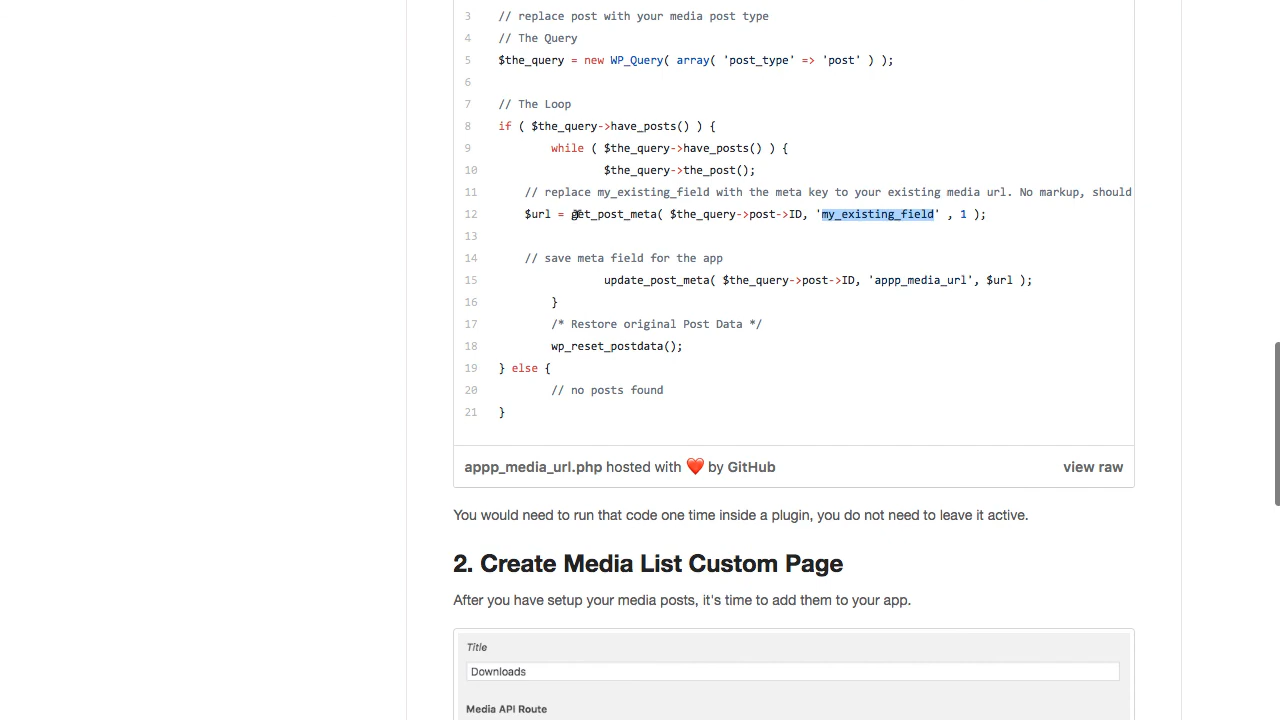 3 // replace post with your media post type
4 // The Query
5 $the_query = new WP_Query( array( 'post_type' => 'post' ) );
6
7 // The Loop
8 if ( $the_query->have_posts() ) {
9 while ( $the_query->have_posts() ) {
10 $the_query->the_post();
11 // replace my_existing_field with the meta key to your existing media url. No markup, should
12 $url = get_post_meta( $the_query->post->ID, 'my_existing_field' , 1 );
13
14 // save meta field for the app
15 update_post_meta( $the_query->post->ID, 'appp_media_url', $url );
16 }
17 /* Restore original Post Data */
18 wp_reset_postdata();
19 } else {
20 // no posts found
21 }
appp_media_url.php hosted with ❤ by GitHub view raw
You would need to run that code one time inside a plugin, you do not need to leave it active.
2. Create Media List Custom Page
After you have setup your media posts, it's time to add them to your app.
Title
Downloads
Media API Route